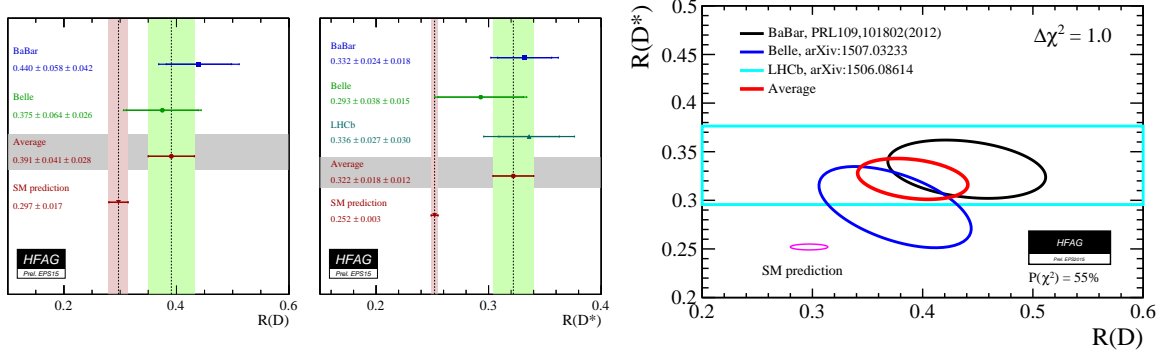 BaBar
0.440 ± 0.058 ± 0.042
Belle
0.375 ± 0.064 ± 0.026
Average
0.391 ± 0.041 ± 0.028
SM prediction
0.297 ± 0.017
HFAG
Prel. EPS15
0.2
0.4
0.6
R(D)
BaBar
0.332 ± 0.024 ± 0.018
Belle
0.293 ± 0.038 ± 0.015
LHCb
0.336 ± 0.027 ± 0.030
Average
0.322 ± 0.018 ± 0.012
SM prediction
0.252 ± 0.003
HFAG
Prel. EPS15
0.2
0.3
0.4
R(D*)
R(D*)
0.5
0.45
0.4
0.35
0.3
0.25
0.2
BaBar, PRL109,101802(2012)
Belle, arXiv:1507.03233
LHCb, arXiv:1506.08614
Average
Δχ² = 1.0
SM prediction
HFAG
Prel. EPS2015
P(χ²) = 55%
0.2
0.3
0.4
0.5
0.6
R(D)